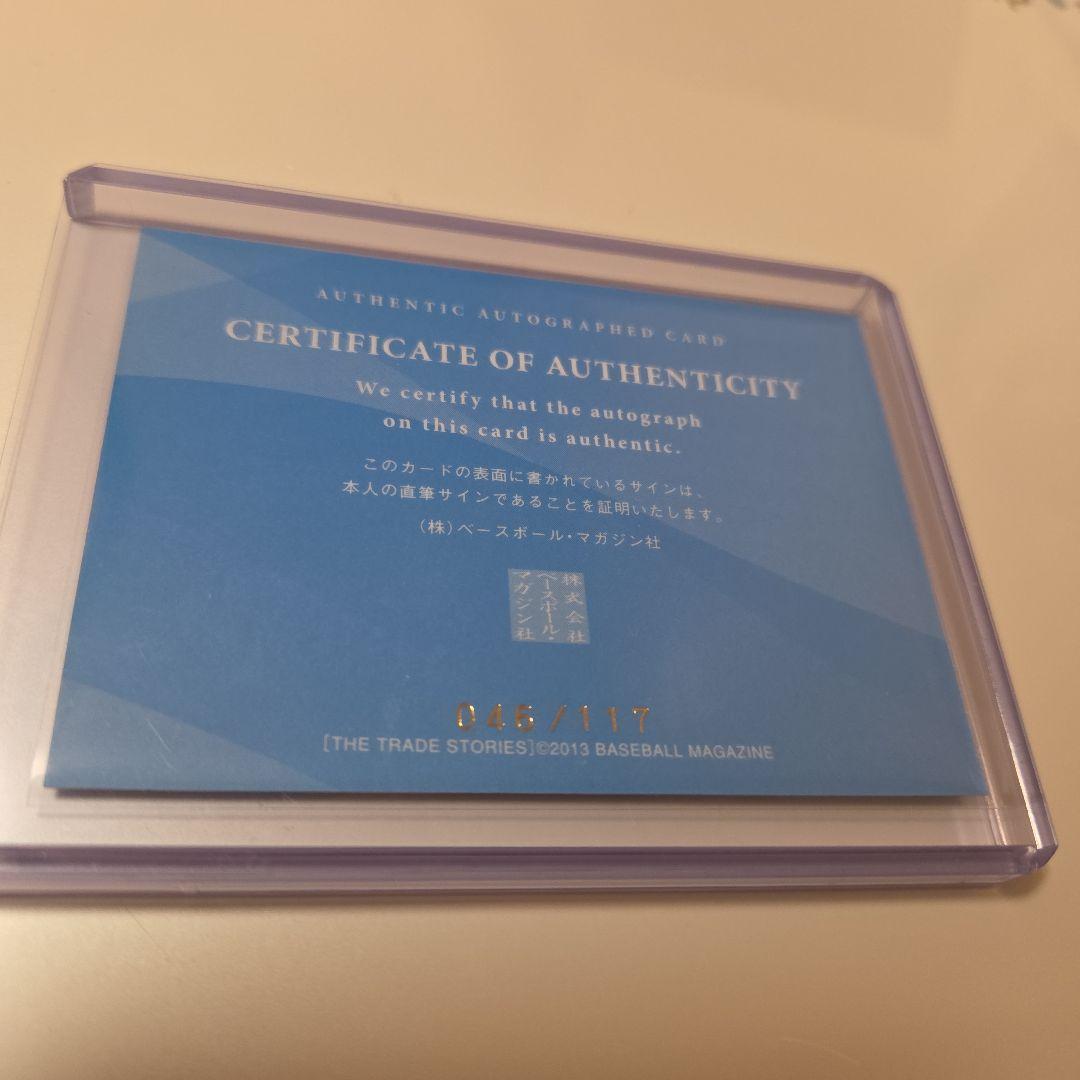 AUTHENTIC AUTOGRAPHED CARD
CERTIFICATE OF AUTHENTICITY
We certify that the autograph
on this card is authentic.
このカードの表面に書かれているサインは、
本人の直筆サインであることを証明いたします。
（株）ベースボール・マガジン社
株式会社
ベースボール・
マガジン社
046/117
[THE TRADE STORIES]©2013 BASEBALL MAGAZINE